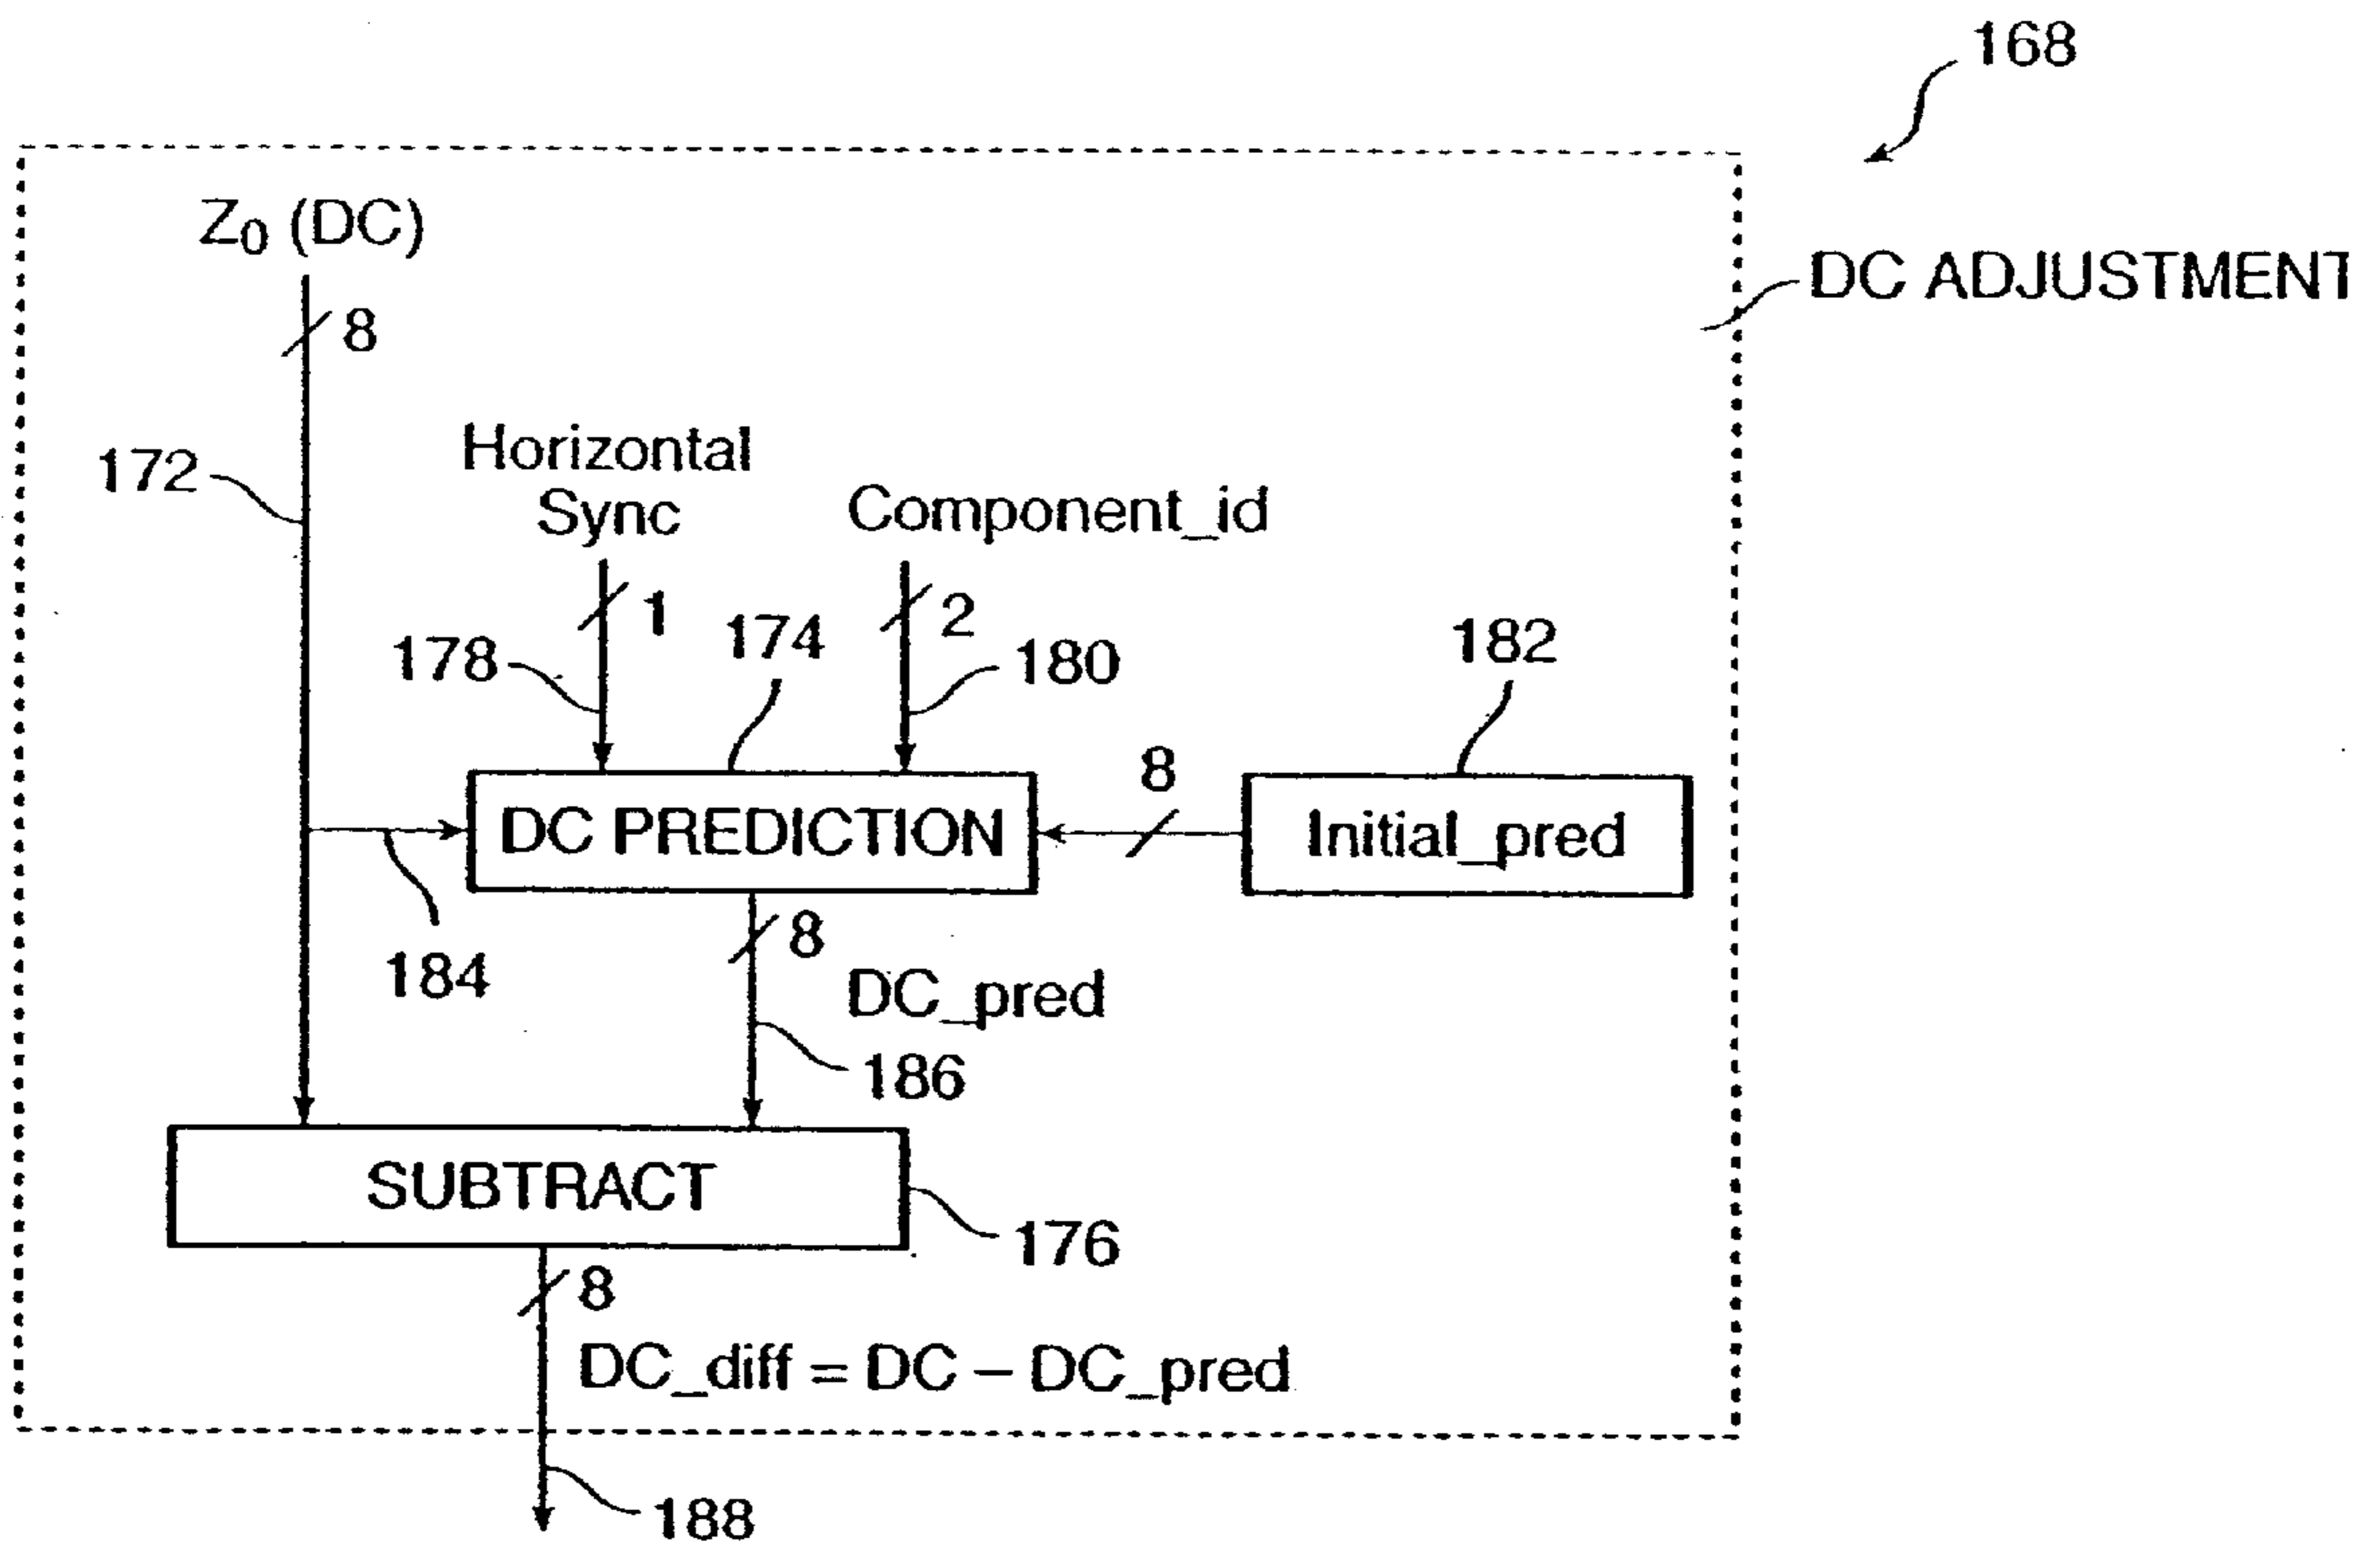 168
Z0 (DC)
DC ADJUSTMENT
8
172
Horizontal
Sync
Component_id
1
2
178
174
180
182
8
DC PREDICTION
Initial_pred
184
8
DC_pred
186
SUBTRACT
176
8
DC_diff = DC – DC_pred
188